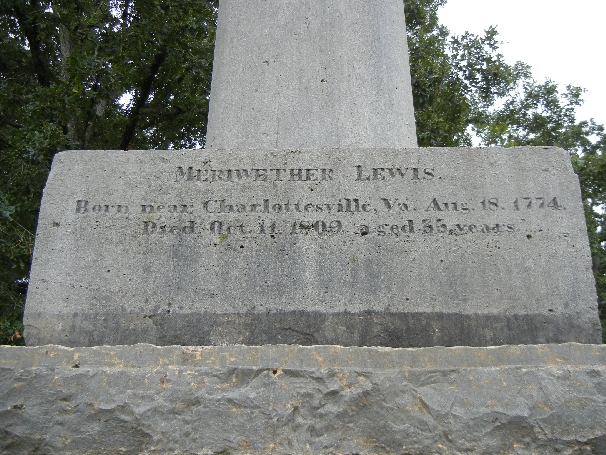 MERIWETHER LEWIS.
Born near Charlottesville, Va. Aug. 18. 1774.
Died Oct. 11. 1809. aged 35 years.